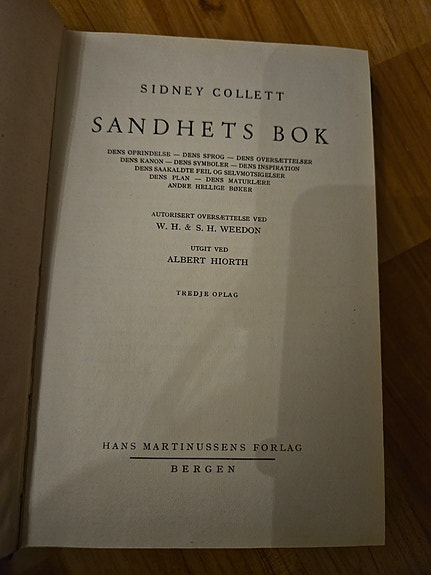 SIDNEY COLLETT
SANDHETS BOK
DENS OPRINDELSE — DENS SPROG — DENS OVERSÆTTELSER
DENS KANON — DENS SYMBOLER — DENS INSPIRATION
DENS SAAKALDTE FEIL OG SELVMOTSIGELSER
DENS PLAN — DENS NATURLÆRE
ANDRE HELLIGE BØKER
AUTORISERT OVERSÆTTELSE VED
W. H. & S. H. WEEDON
UTGIT VED
ALBERT HIORTH
TREDJE OPLAG
HANS MARTINUSSENS FORLAG
BERGEN